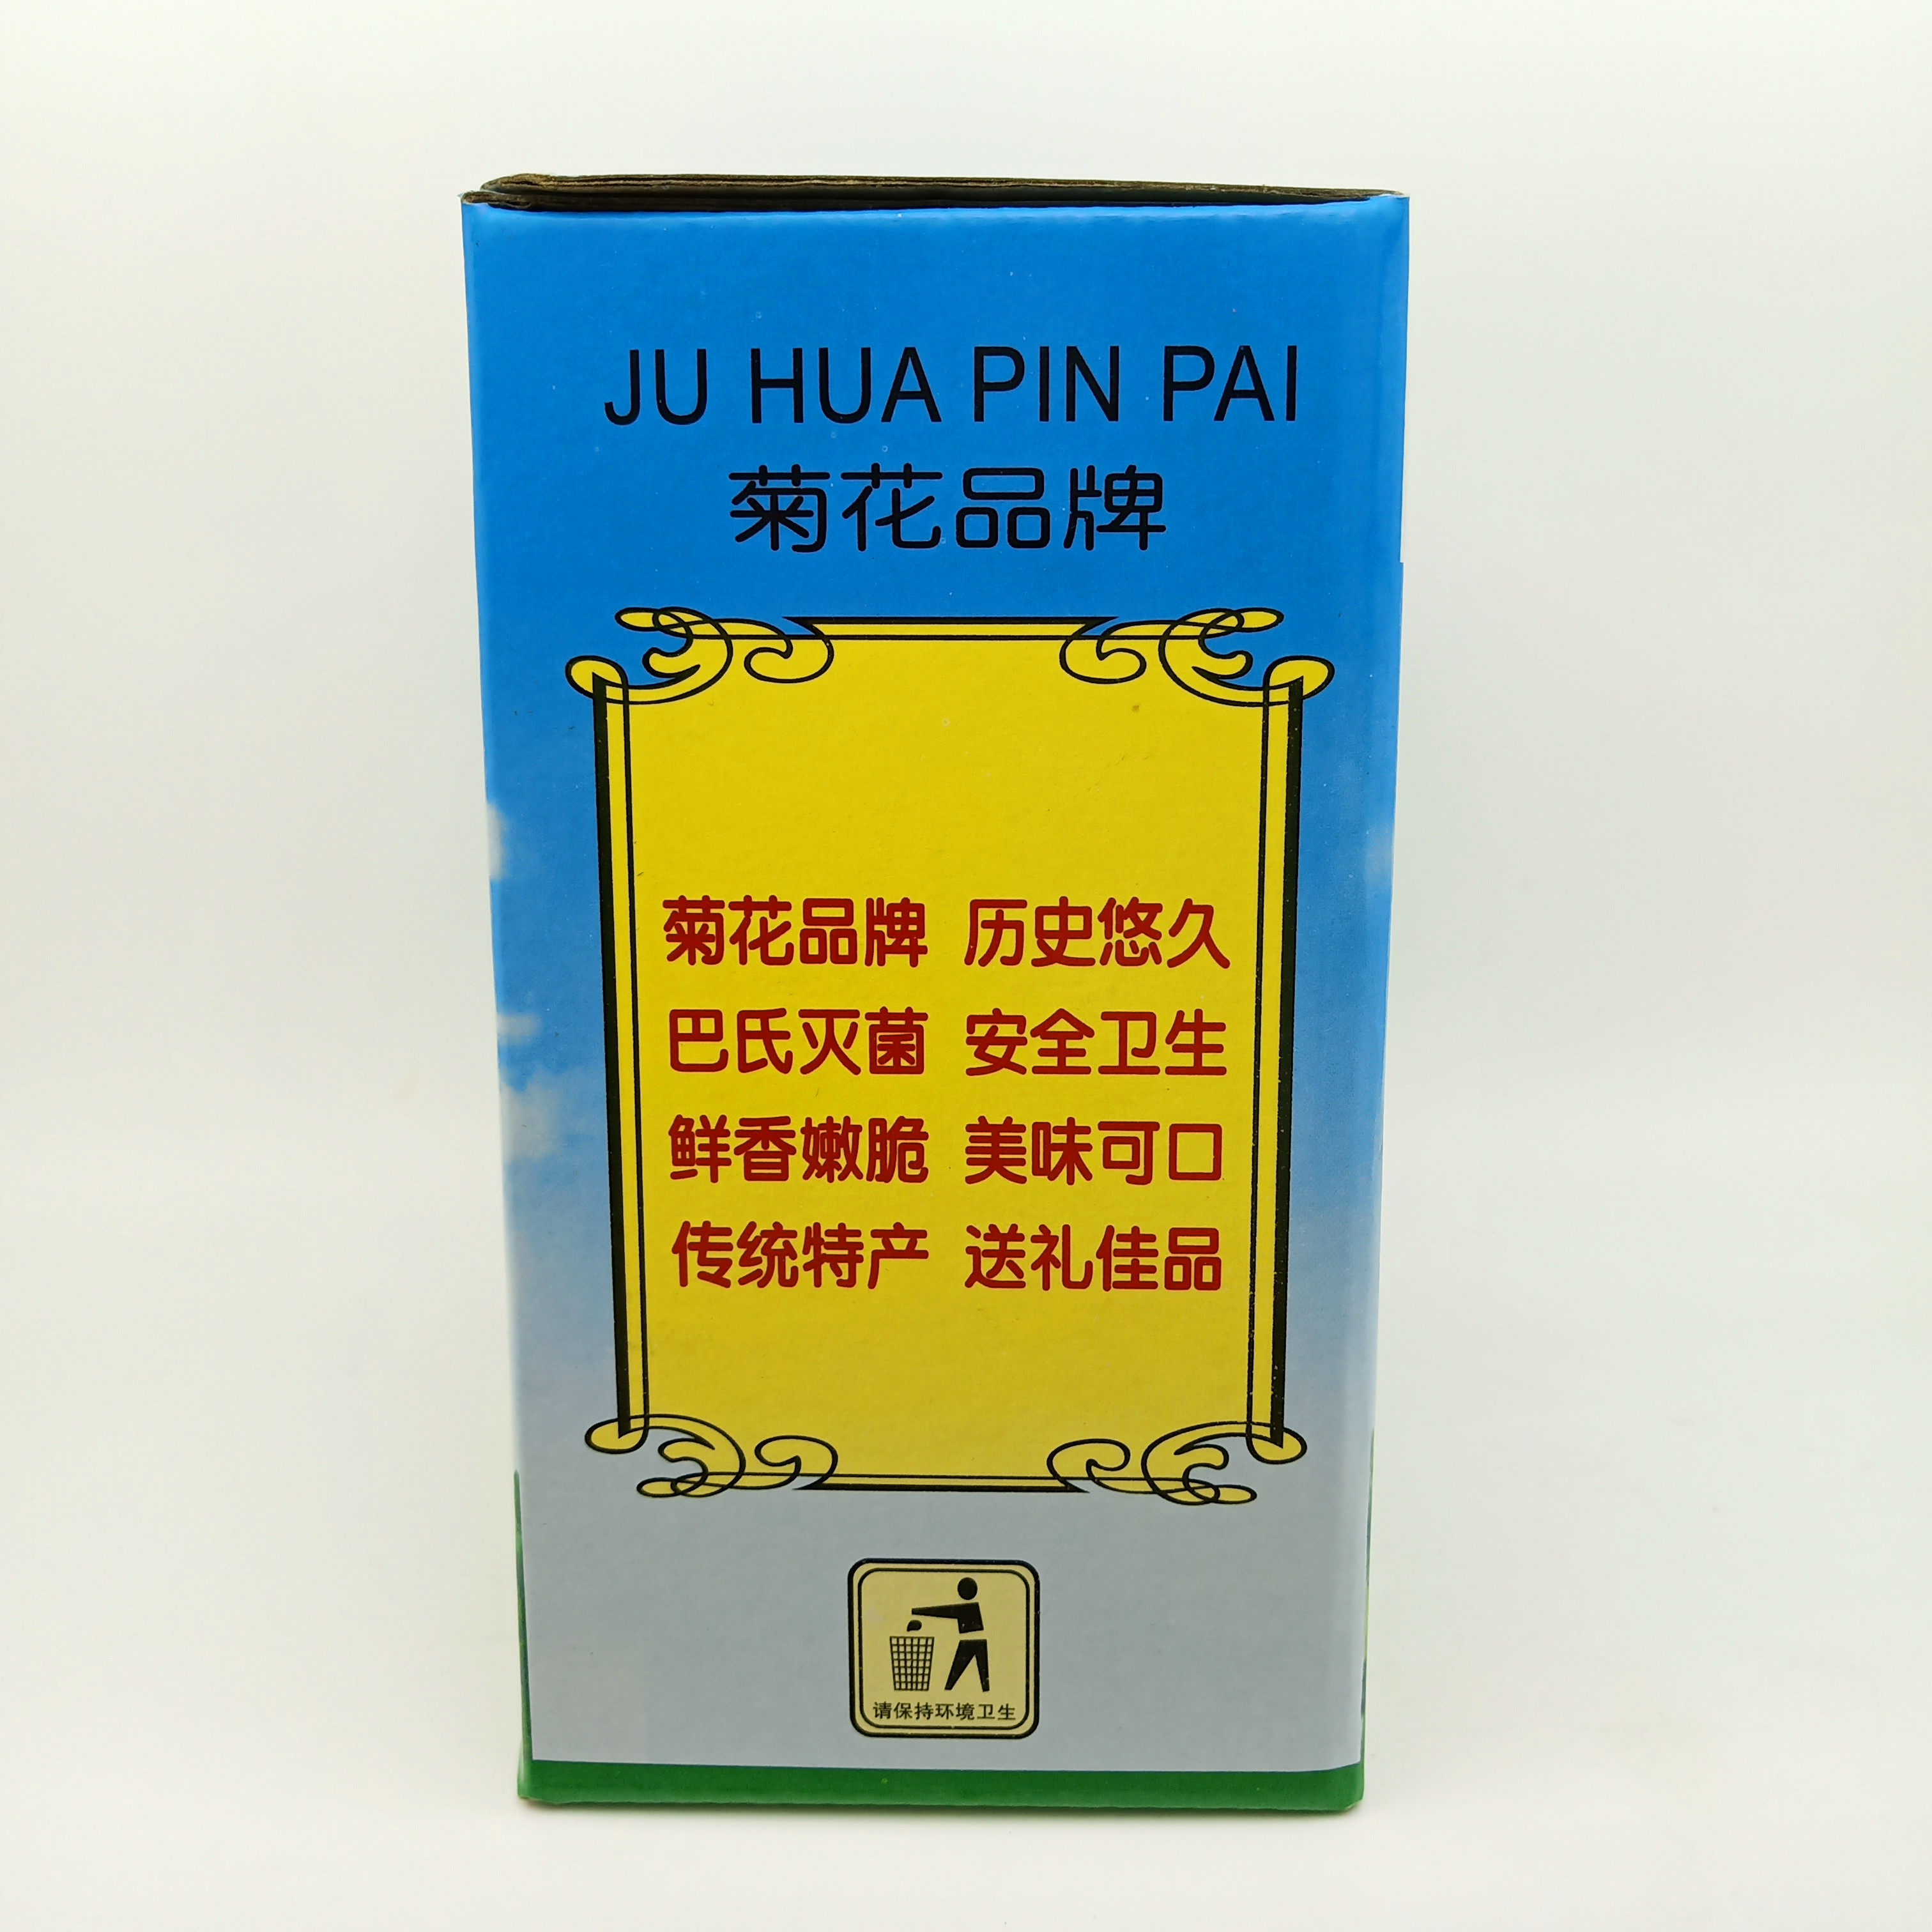 JU HUA PIN PAI
菊花品牌
菊花品牌 历史悠久
巴氏灭菌 安全卫生
鲜香嫩脆 美味可口
传统特产 送礼佳品
请保持环境卫生